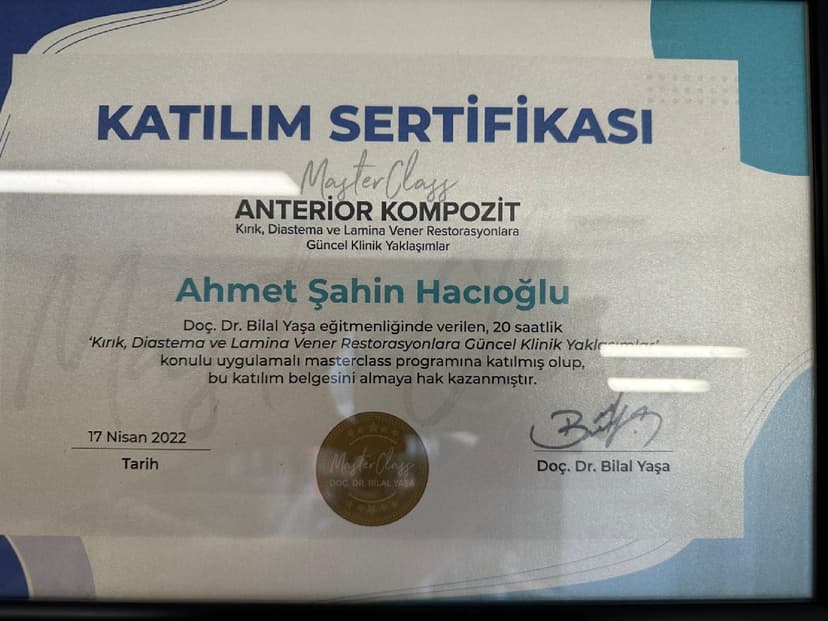 KATILIM SERTİFİKASI
MasterClass
ANTERİOR KOMPOZİT
Kırık, Diastema ve Lamina Vener Restorasyonlara
Güncel Klinik Yaklaşımlar
Ahmet Şahin Hacıoğlu
Doç. Dr. Bilal Yaşa eğitmenliğinde verilen, 20 saatlik
'Kırık, Diastema ve Lamina Vener Restorasyonlara Güncel Klinik Yaklaşımlar'
konulu uygulamalı masterclass programına katılmış olup,
bu katılım belgesini almaya hak kazanmıştır.
17 Nisan 2022
Tarih
MasterClass
DOÇ. DR. BİLAL YAŞA
Doç. Dr. Bilal Yaşa